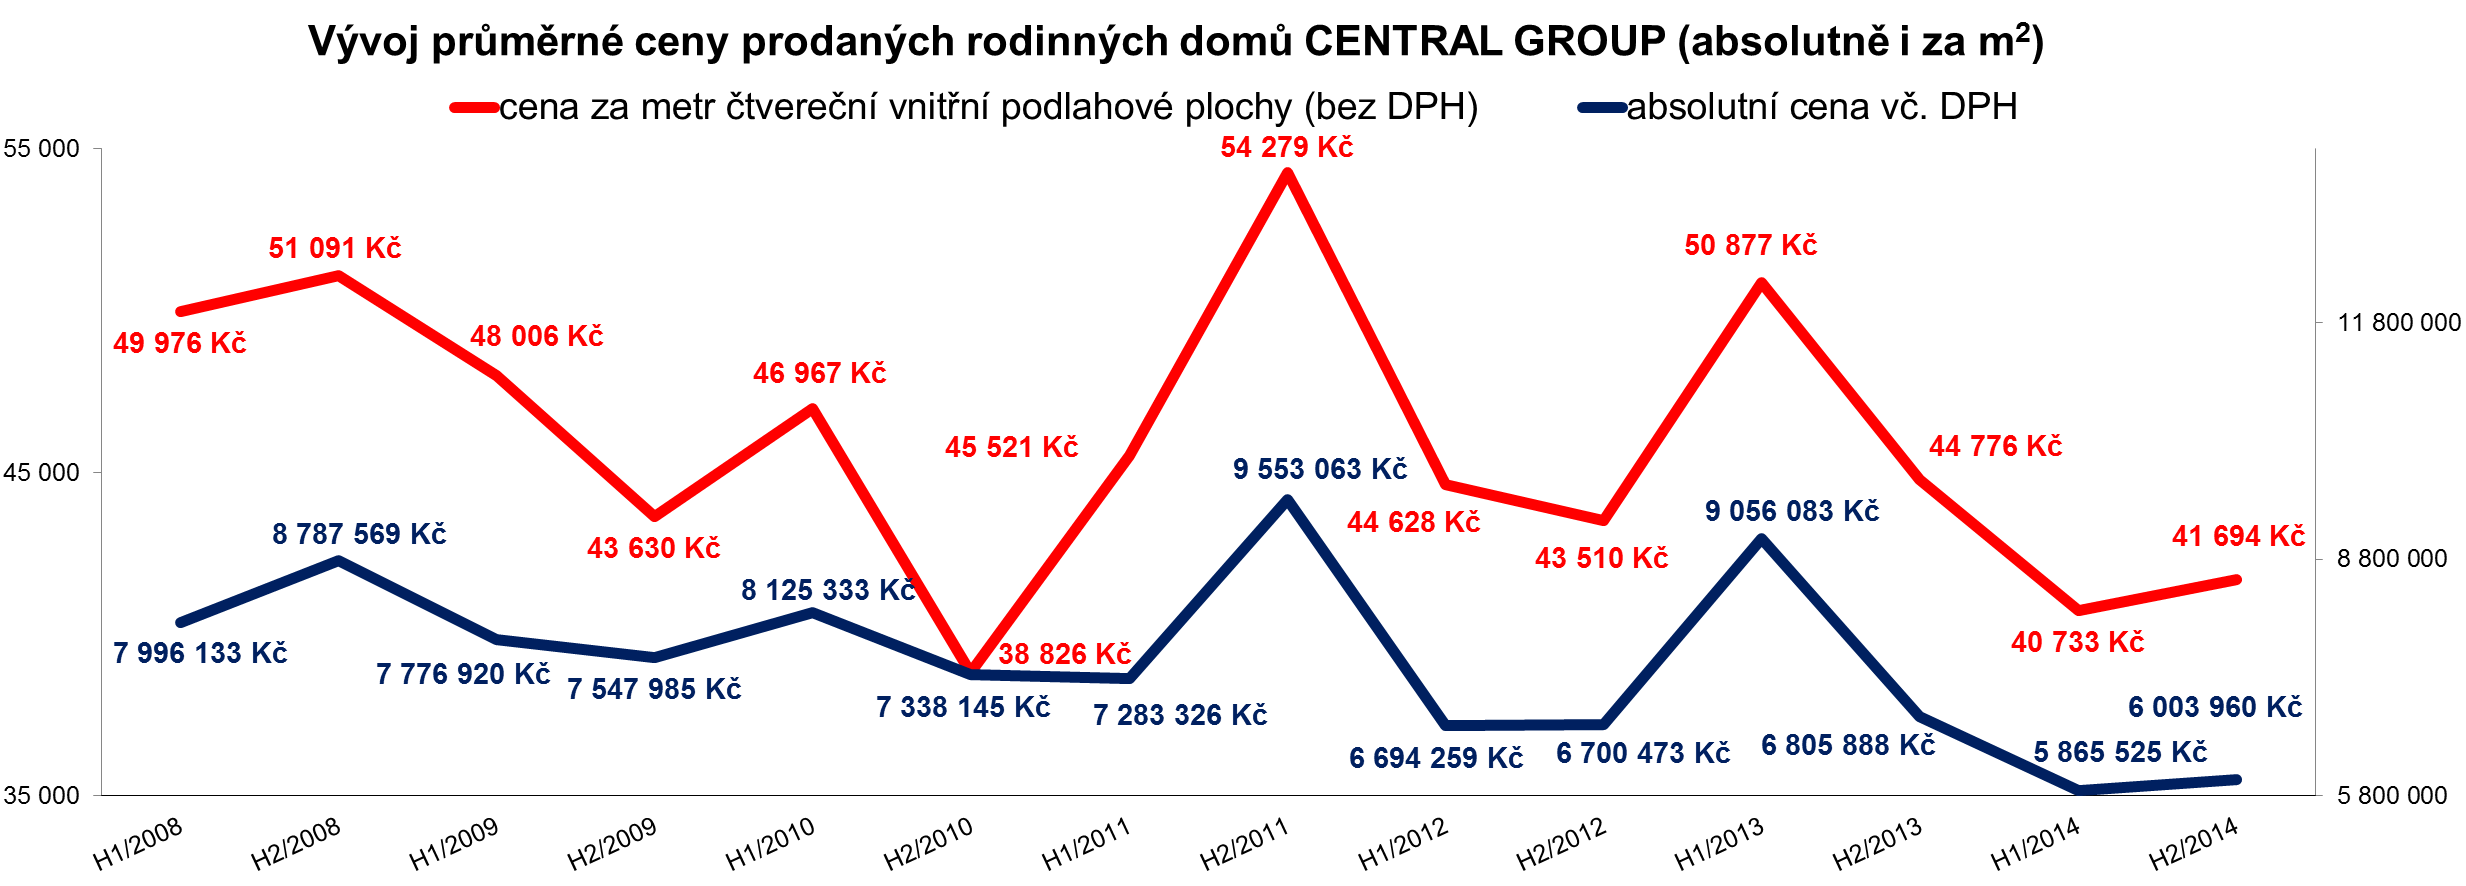 Vývoj průměrné ceny prodaných rodinných domů CENTRAL GROUP (absolutně i za m²)
cena za metr čtvereční vnitřní podlahové plochy (bez DPH)
absolutní cena vč. DPH
55 000
45 000
35 000
11 800 000
8 800 000
5 800 000
49 976 Kč
51 091 Kč
48 006 Kč
43 630 Kč
46 967 Kč
38 826 Kč
45 521 Kč
54 279 Kč
44 628 Kč
43 510 Kč
50 877 Kč
44 776 Kč
40 733 Kč
41 694 Kč
7 996 133 Kč
8 787 569 Kč
7 776 920 Kč
7 547 985 Kč
8 125 333 Kč
7 338 145 Kč
7 283 326 Kč
9 553 063 Kč
6 694 259 Kč
6 700 473 Kč
9 056 083 Kč
6 805 888 Kč
5 865 525 Kč
6 003 960 Kč
H1/2008
H2/2008
H1/2009
H2/2009
H1/2010
H2/2010
H1/2011
H2/2011
H1/2012
H2/2012
H1/2013
H2/2013
H1/2014
H2/2014